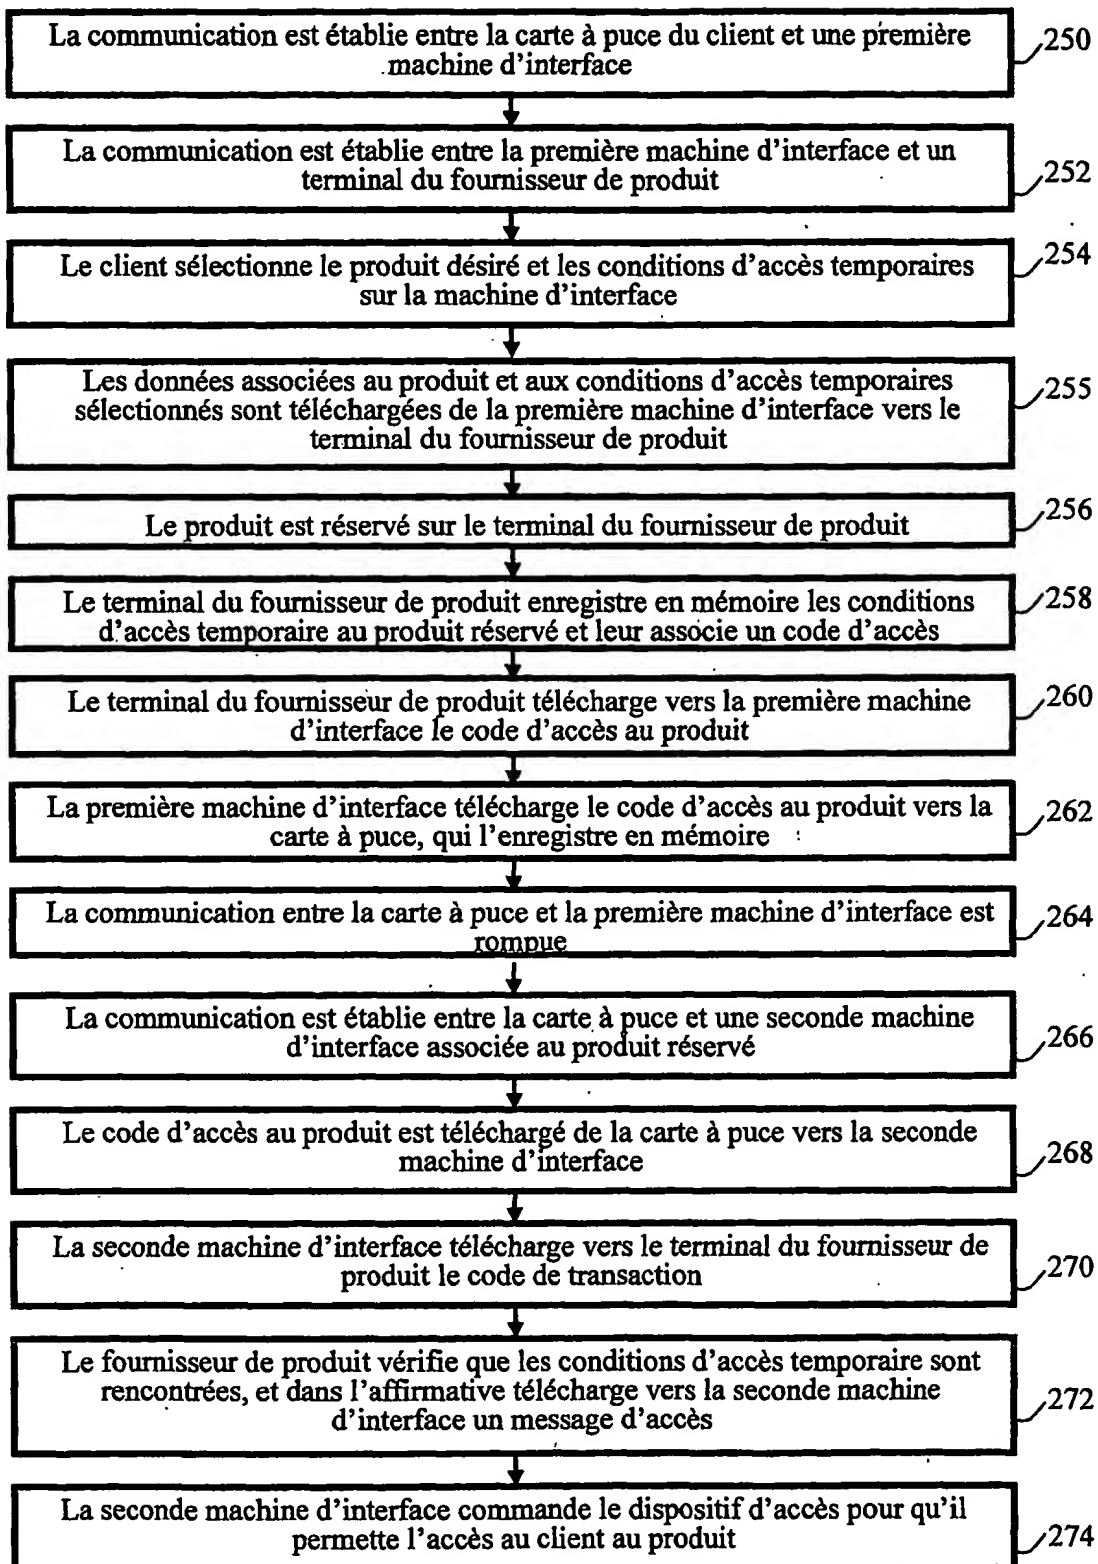 La communication est établie entre la carte à puce du client et une première
machine d'interface
250
La communication est établie entre la première machine d'interface et un
terminal du fournisseur de produit
252
Le client sélectionne le produit désiré et les conditions d'accès temporaires
sur la machine d'interface
254
Les données associées au produit et aux conditions d'accès temporaires
sélectionnés sont téléchargées de la première machine d'interface vers le
terminal du fournisseur de produit
255
Le produit est réservé sur le terminal du fournisseur de produit
256
Le terminal du fournisseur de produit enregistre en mémoire les conditions
d'accès temporaire au produit réservé et leur associe un code d'accès
258
Le terminal du fournisseur de produit télécharge vers la première machine
d'interface le code d'accès au produit
260
La première machine d'interface télécharge le code d'accès au produit vers la
carte à puce, qui l'enregistre en mémoire
262
La communication entre la carte à puce et la première machine d'interface est
rompue
264
La communication est établie entre la carte à puce et une seconde machine
d'interface associée au produit réservé
266
Le code d'accès au produit est téléchargé de la carte à puce vers la seconde
machine d'interface
268
La seconde machine d'interface télécharge vers le terminal du fournisseur de
produit le code de transaction
270
Le fournisseur de produit vérifie que les conditions d'accès temporaire sont
rencontrées, et dans l'affirmative télécharge vers la seconde machine
d'interface un message d'accès
272
La seconde machine d'interface commande le dispositif d'accès pour qu'il
permette l'accès au client au produit
274